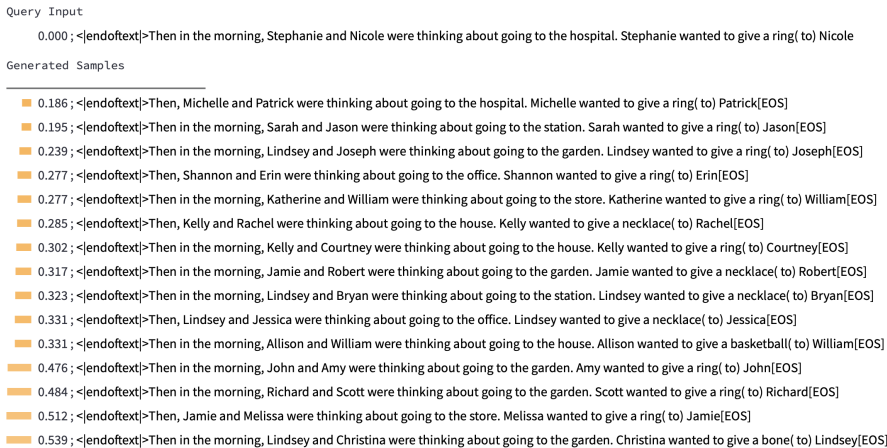 Query Input
0.000 ; <|endoftext|>Then in the morning, Stephanie and Nicole were thinking about going to the hospital. Stephanie wanted to give a ring( to) Nicole
Generated Samples
0.186 ; <|endoftext|>Then, Michelle and Patrick were thinking about going to the hospital. Michelle wanted to give a ring( to) Patrick[EOS]
0.195 ; <|endoftext|>Then in the morning, Sarah and Jason were thinking about going to the station. Sarah wanted to give a ring( to) Jason[EOS]
0.239 ; <|endoftext|>Then in the morning, Lindsey and Joseph were thinking about going to the garden. Lindsey wanted to give a ring( to) Joseph[EOS]
0.277 ; <|endoftext|>Then, Shannon and Erin were thinking about going to the office. Shannon wanted to give a ring( to) Erin[EOS]
0.277 ; <|endoftext|>Then in the morning, Katherine and William were thinking about going to the store. Katherine wanted to give a ring( to) William[EOS]
0.285 ; <|endoftext|>Then, Kelly and Rachel were thinking about going to the house. Kelly wanted to give a necklace( to) Rachel[EOS]
0.302 ; <|endoftext|>Then in the morning, Kelly and Courtney were thinking about going to the house. Kelly wanted to give a ring( to) Courtney[EOS]
0.317 ; <|endoftext|>Then in the morning, Jamie and Robert were thinking about going to the garden. Jamie wanted to give a necklace( to) Robert[EOS]
0.323 ; <|endoftext|>Then in the morning, Lindsey and Bryan were thinking about going to the station. Lindsey wanted to give a necklace( to) Bryan[EOS]
0.331 ; <|endoftext|>Then, Lindsey and Jessica were thinking about going to the office. Lindsey wanted to give a necklace( to) Jessica[EOS]
0.331 ; <|endoftext|>Then in the morning, Allison and William were thinking about going to the house. Allison wanted to give a basketball( to) William[EOS]
0.476 ; <|endoftext|>Then in the morning, John and Amy were thinking about going to the garden. Amy wanted to give a ring( to) John[EOS]
0.484 ; <|endoftext|>Then in the morning, Richard and Scott were thinking about going to the garden. Scott wanted to give a ring( to) Richard[EOS]
0.512 ; <|endoftext|>Then, Jamie and Melissa were thinking about going to the store. Melissa wanted to give a ring( to) Jamie[EOS]
0.539 ; <|endoftext|>Then in the morning, Lindsey and Christina were thinking about going to the garden. Christina wanted to give a bone( to) Lindsey[EOS]